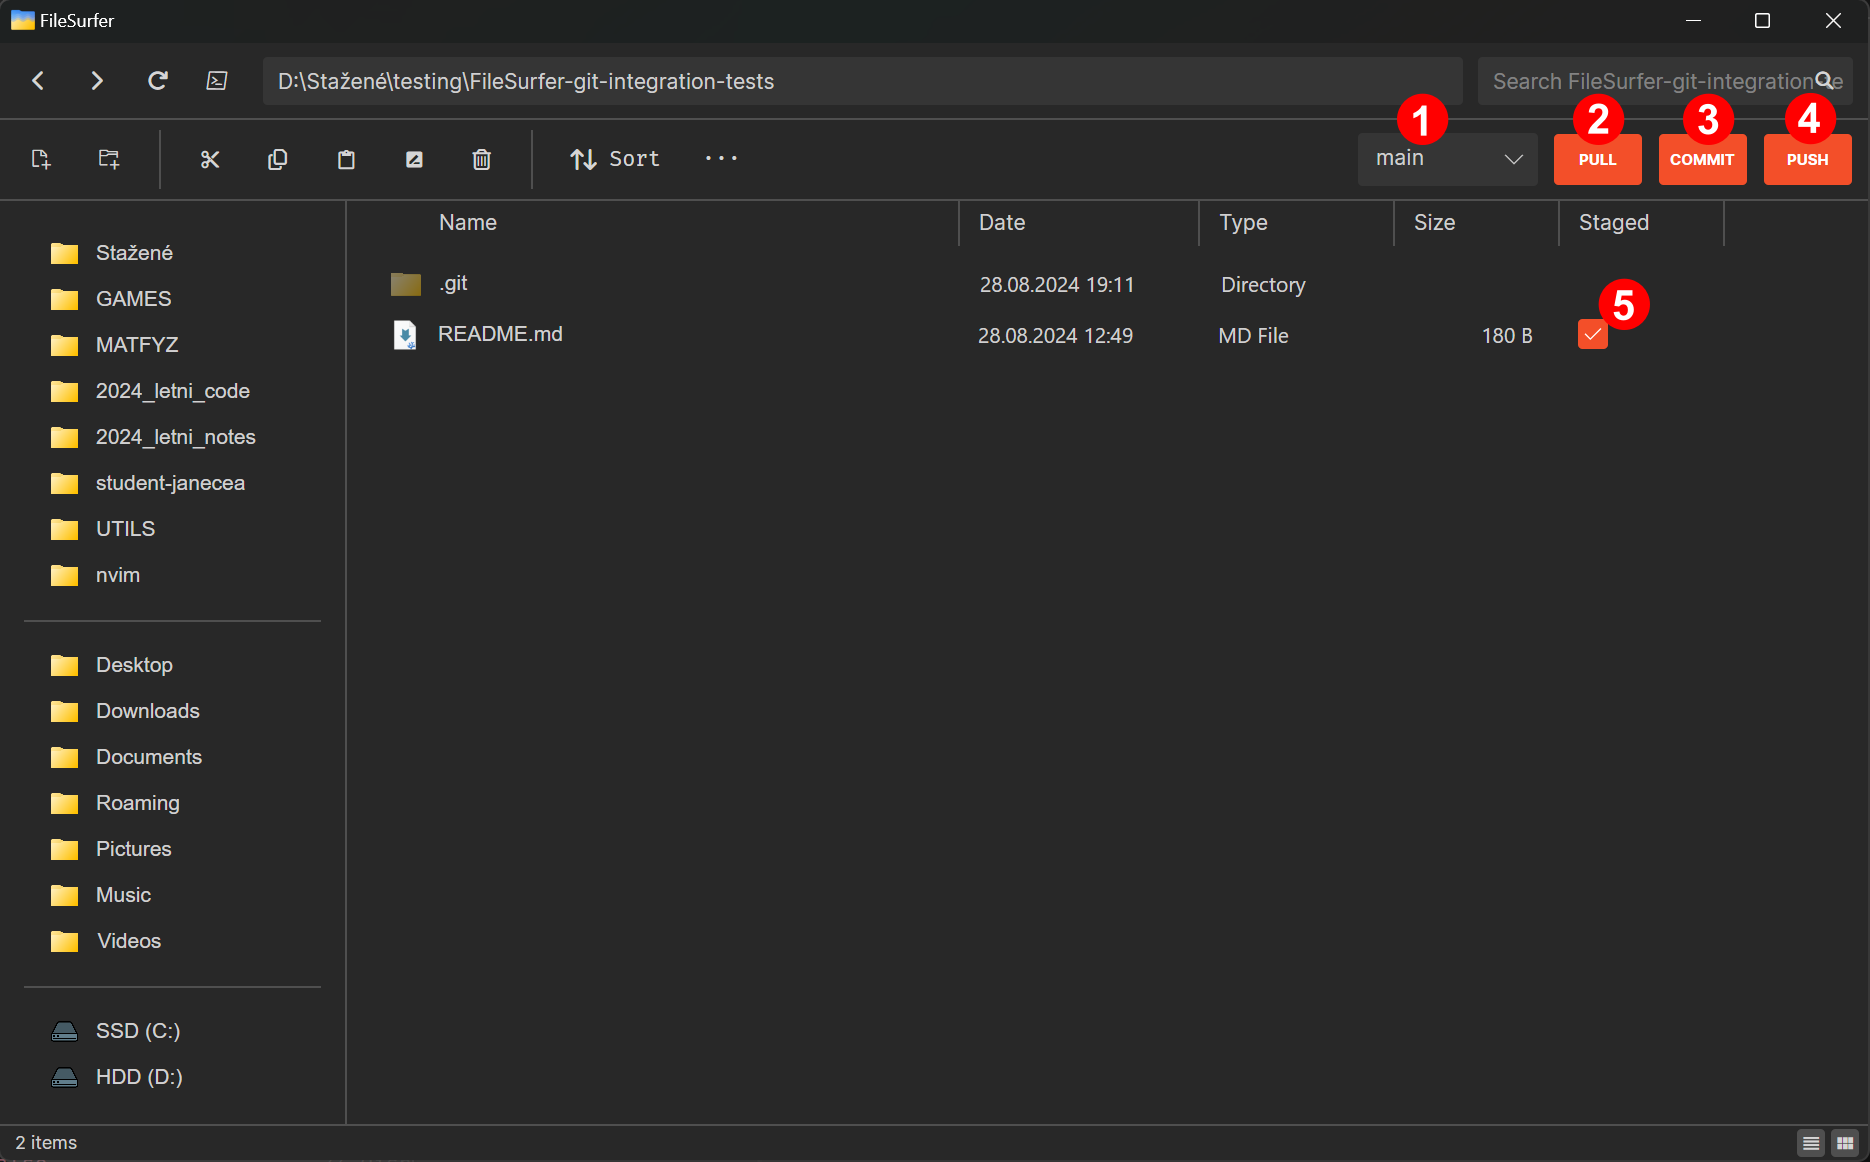 FileSurfer
D:\Stažené\testing\FileSurfer-git-integration-tests
Search FileSurfer-git-integration-te
1
2
3
4
Sort
main
PULL
COMMIT
PUSH
Name Date Type Size Staged
.git 28.08.2024 19:11 Directory
5
README.md 28.08.2024 12:49 MD File 180 B
Stažené
GAMES
MATFYZ
2024_letni_code
2024_letni_notes
student-janecea
UTILS
nvim
Desktop
Downloads
Documents
Roaming
Pictures
Music
Videos
SSD (C:)
HDD (D:)
2 items